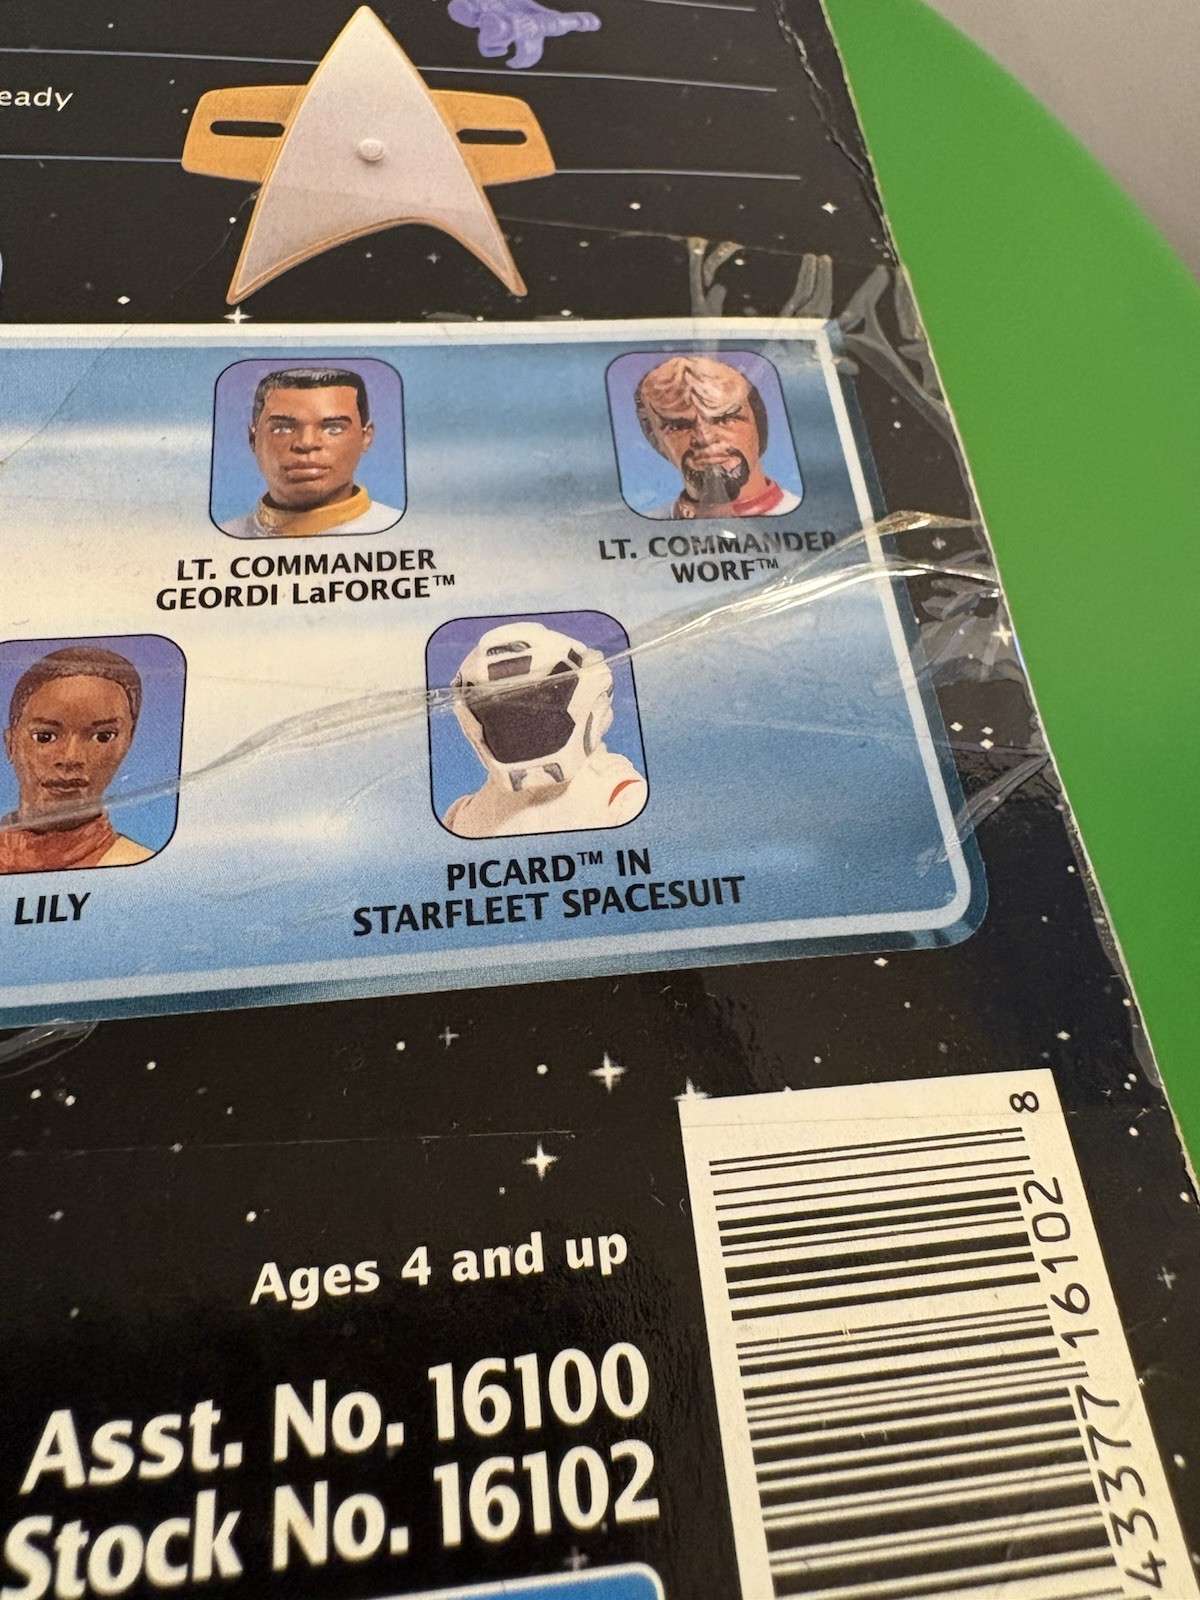 eady
LT. COMMANDER
GEORDI LaFORGE™
LT. COMMANDER
WORF™
LILY
PICARD™ IN
STARFLEET SPACESUIT
Ages 4 and up
Asst. No. 16100
Stock No. 16102
43377 16102 8